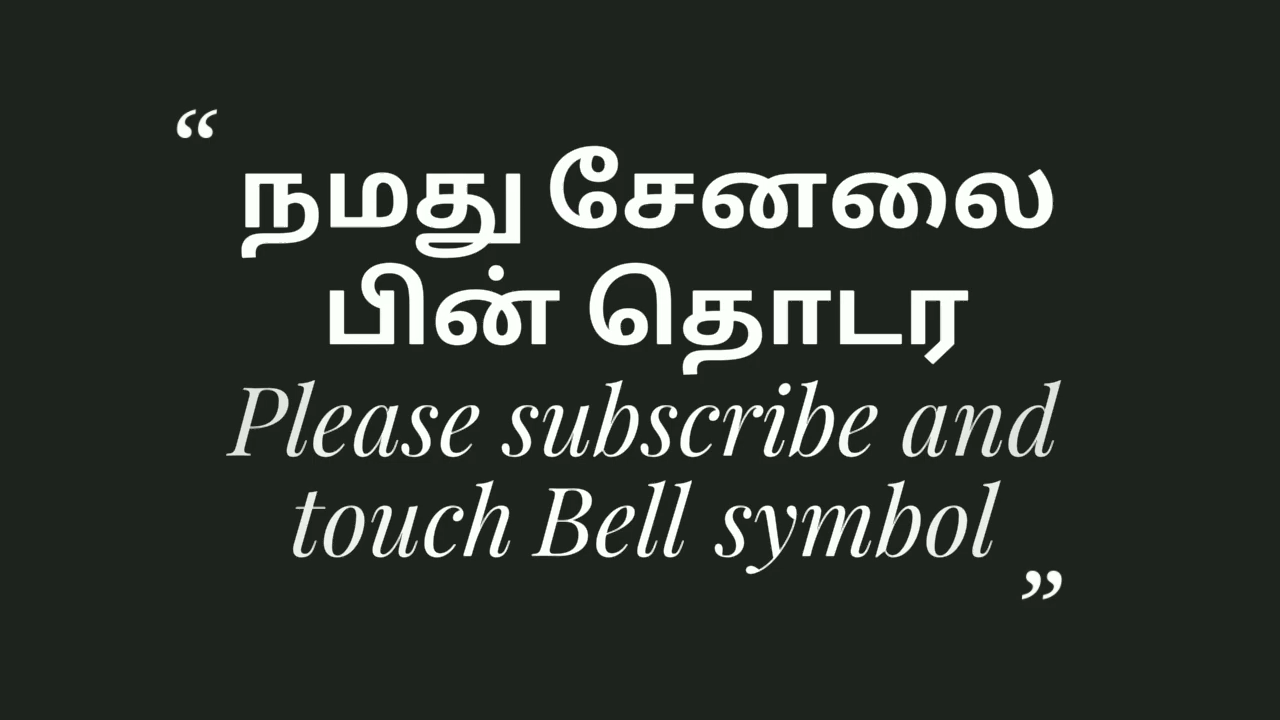 “
நமது சேனலை
பின் தொடர
Please subscribe and
touch Bell symbol
”